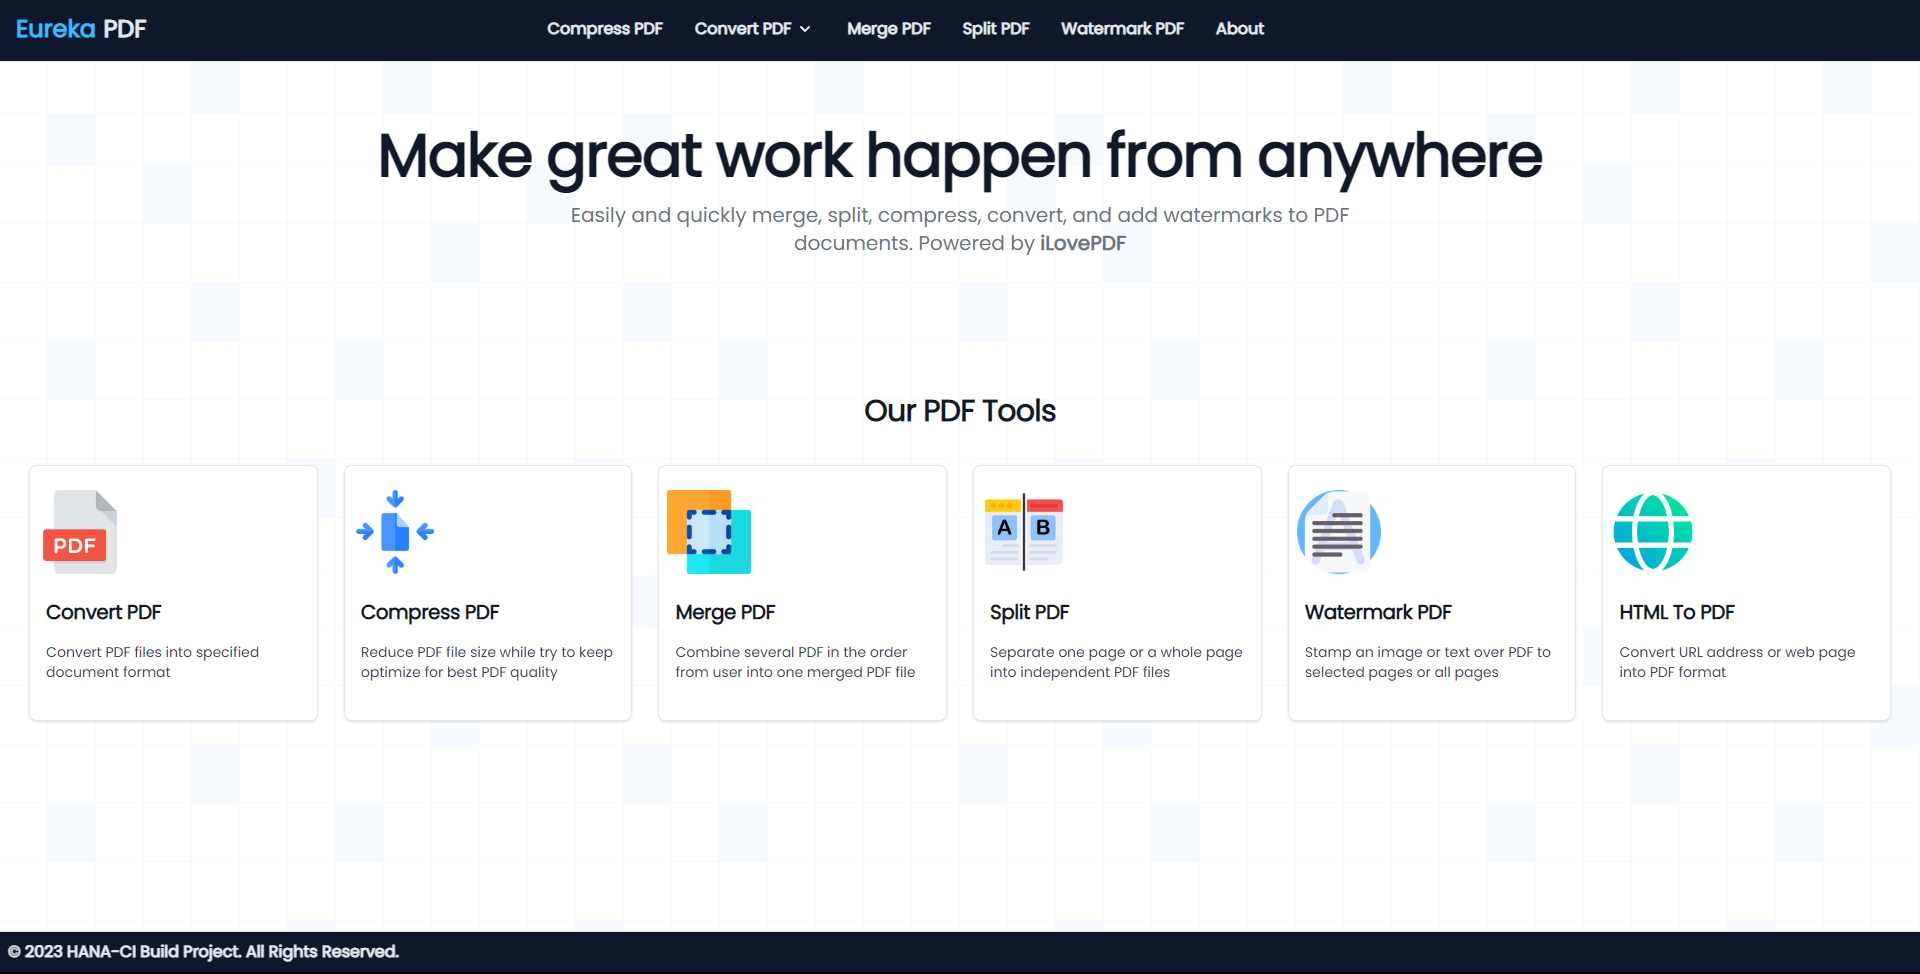 Eureka PDF
Compress PDF
Convert PDF
Merge PDF
Split PDF
Watermark PDF
About
Make great work happen from anywhere
Easily and quickly merge, split, compress, convert, and add watermarks to PDF
documents. Powered by iLovePDF
Our PDF Tools
PDF
Convert PDF
Convert PDF files into specified
document format
Compress PDF
Reduce PDF file size while try to keep
optimize for best PDF quality
Merge PDF
Combine several PDF in the order
from user into one merged PDF file
A B
Split PDF
Separate one page or a whole page
into independent PDF files
A
Watermark PDF
Stamp an image or text over PDF to
selected pages or all pages
HTML To PDF
Convert URL address or web page
into PDF format
© 2023 HANA-CI Build Project. All Rights Reserved.